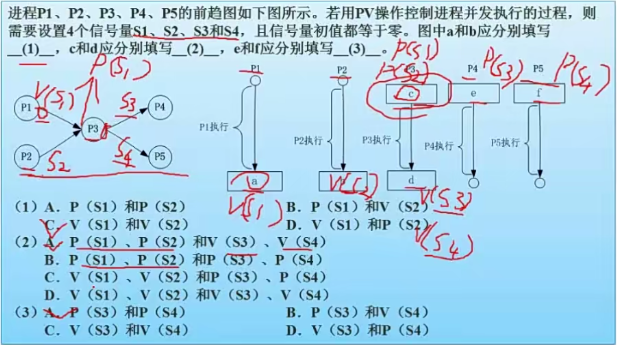 进程P1、P2、P3、P4、P5的前趋图如下图所示。若用PV操作控制进程并发执行的过程，则
需要设置4个信号量S1、S2、S3和S4，且信号量初值都等于零。图中a和b应分别填写
__(1)__，c和d应分别填写__(2)__，e和f应分别填写__(3)__。
P(S1)
P(S1)
P(S2)
P(S3)
P(S4)
P1 P2 P3 P4 P5
V(S1)
P1
S3
P4
c e f
P3
P1执行 P2执行 P3执行 P4执行 P5执行
P2
S2
S4
P5
a b d
V(S1)
V(S2)
V(S3)
V(S4)
（1）A．P（S1）和P（S2） B．P（S1）和V（S2）
C．V（S1）和V（S2） D．V（S1）和P（S2）
（2）A．P（S1）、P（S2）和V（S3）、V（S4）
B．P（S1）、P（S2）和P（S3）、P（S4）
C．V（S1）、V（S2）和P（S3）、P（S4）
D．V（S1）、V（S2）和V（S3）、V（S4）
（3）A．P（S3）和P（S4） B．P（S3）和V（S4）
C．V（S3）和V（S4） D．V（S3）和P（S4）